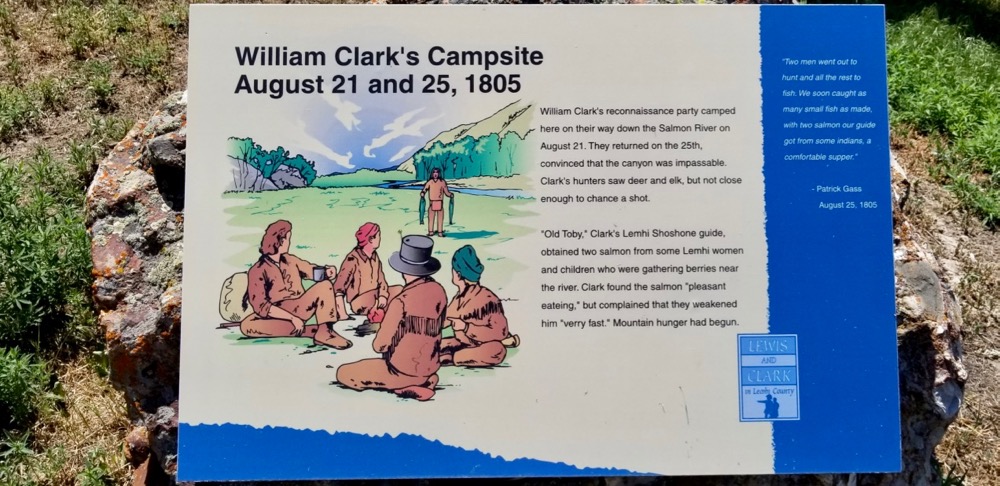 William Clark's Campsite
August 21 and 25, 1805
William Clark's reconnaissance party camped
here on their way down the Salmon River on
August 21. They returned on the 25th,
convinced that the canyon was impassable.
Clark's hunters saw deer and elk, but not close
enough to chance a shot.
"Old Toby," Clark's Lemhi Shoshone guide,
obtained two salmon from some Lemhi women
and children who were gathering berries near
the river. Clark found the salmon "pleasant
eateing," but complained that they weakened
him "verry fast." Mountain hunger had begun.
"Two men went out to
hunt and all the rest to
fish. We soon caught as
many small fish as made,
with two salmon our guide
got from some indians, a
comfortable supper."
- Patrick Gass
August 25, 1805
LEWIS
AND
CLARK
in Lemhi County